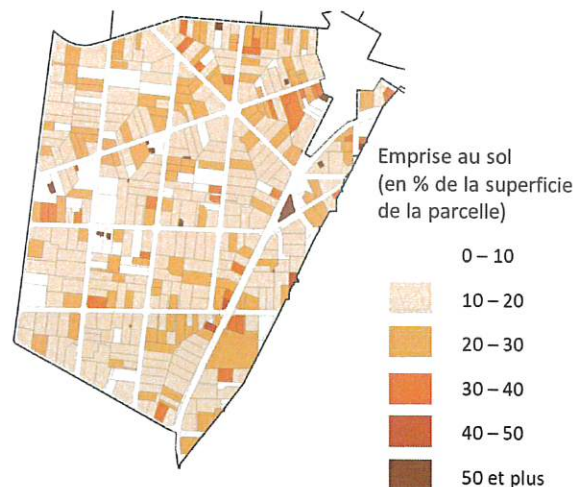 Emprise au sol
(en % de la superficie
de la parcelle)
0 – 10
10 – 20
20 – 30
30 – 40
40 – 50
50 et plus